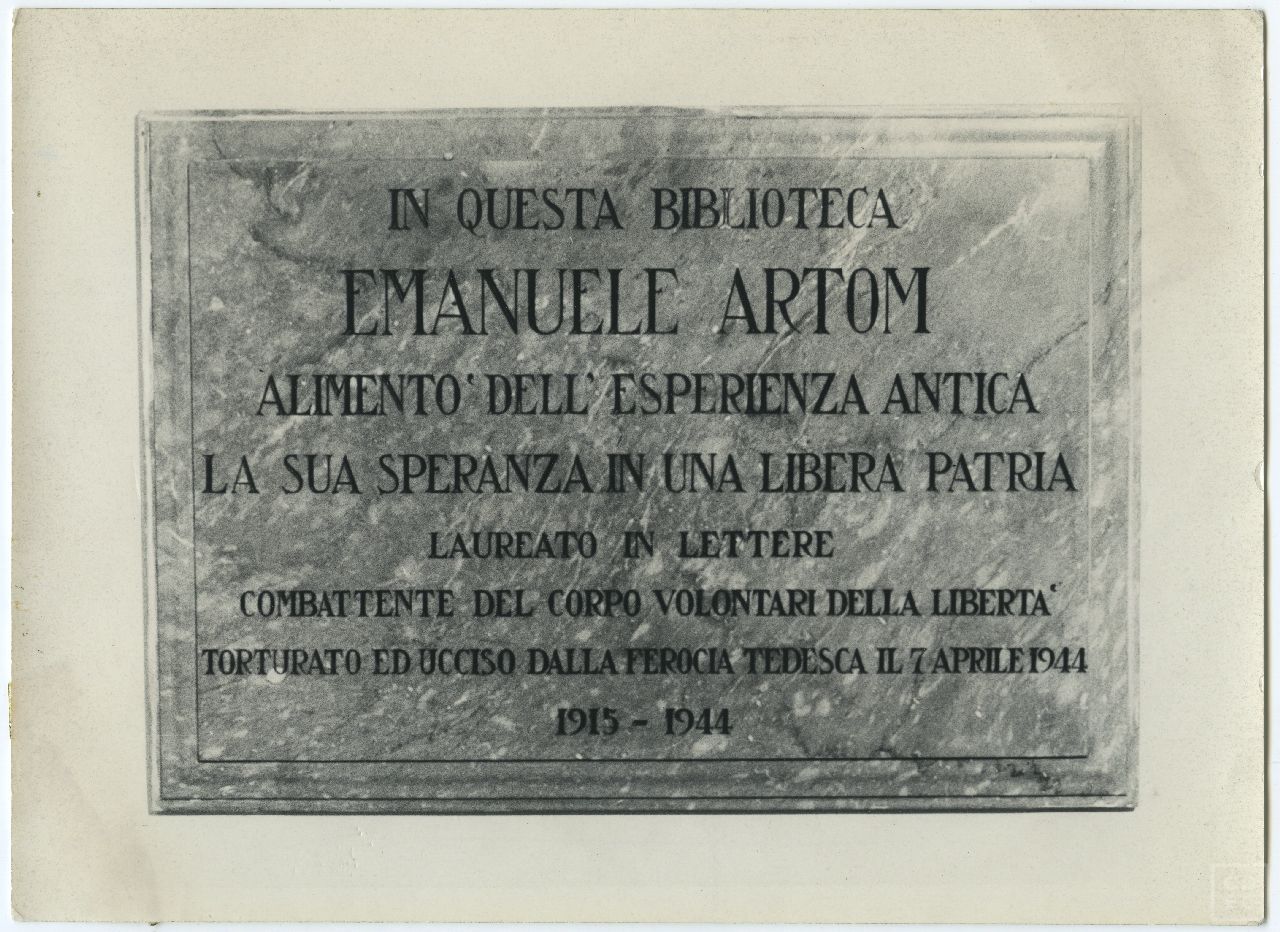 IN QUESTA BIBLIOTECA
EMANUELE ARTOM
ALIMENTO' DELL' ESPERIENZA ANTICA
LA SUA SPERANZA IN UNA LIBERA PATRIA
LAUREATO IN LETTERE
COMBATTENTE DEL CORPO VOLONTARI DELLA LIBERTA'
TORTURATO ED UCCISO DALLA FEROCIA TEDESCA IL 7 APRILE 1944
1915 - 1944